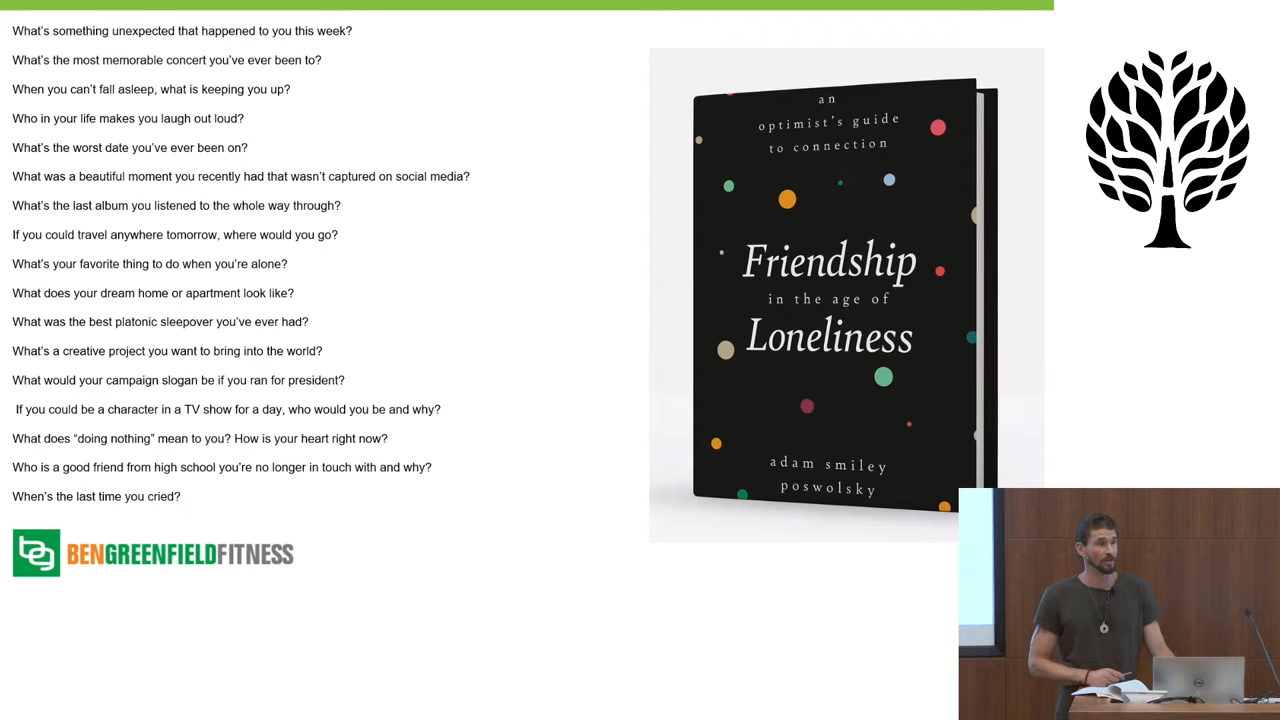 What's something unexpected that happened to you this week?
What's the most memorable concert you've ever been to?
When you can't fall asleep, what is keeping you up?
Who in your life makes you laugh out loud?
What's the worst date you've ever been on?
What was a beautiful moment you recently had that wasn't captured on social media?
What's the last album you listened to the whole way through?
If you could travel anywhere tomorrow, where would you go?
What's your favorite thing to do when you're alone?
What does your dream home or apartment look like?
What was the best platonic sleepover you've ever had?
What's a creative project you want to bring into the world?
What would your campaign slogan be if you ran for president?
If you could be a character in a TV show for a day, who would you be and why?
What does “doing nothing” mean to you? How is your heart right now?
Who is a good friend from high school you're no longer in touch with and why?
When's the last time you cried?
bg BENGREENFIELDFITNESS
an
optimist's guide
to connection
Friendship
in the age of
Loneliness
adam smiley
poswolsky